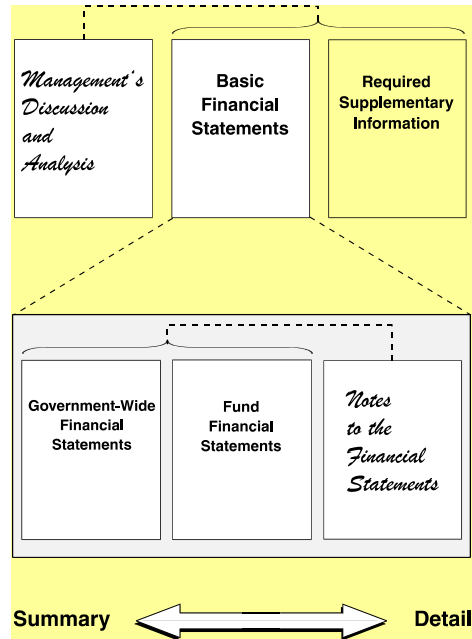 Management's
Discussion
and
Analysis
Basic
Financial
Statements
Required
Supplementary
Information
Government-Wide
Financial
Statements
Fund
Financial
Statements
Notes
to the
Financial
Statements
Summary
Detail